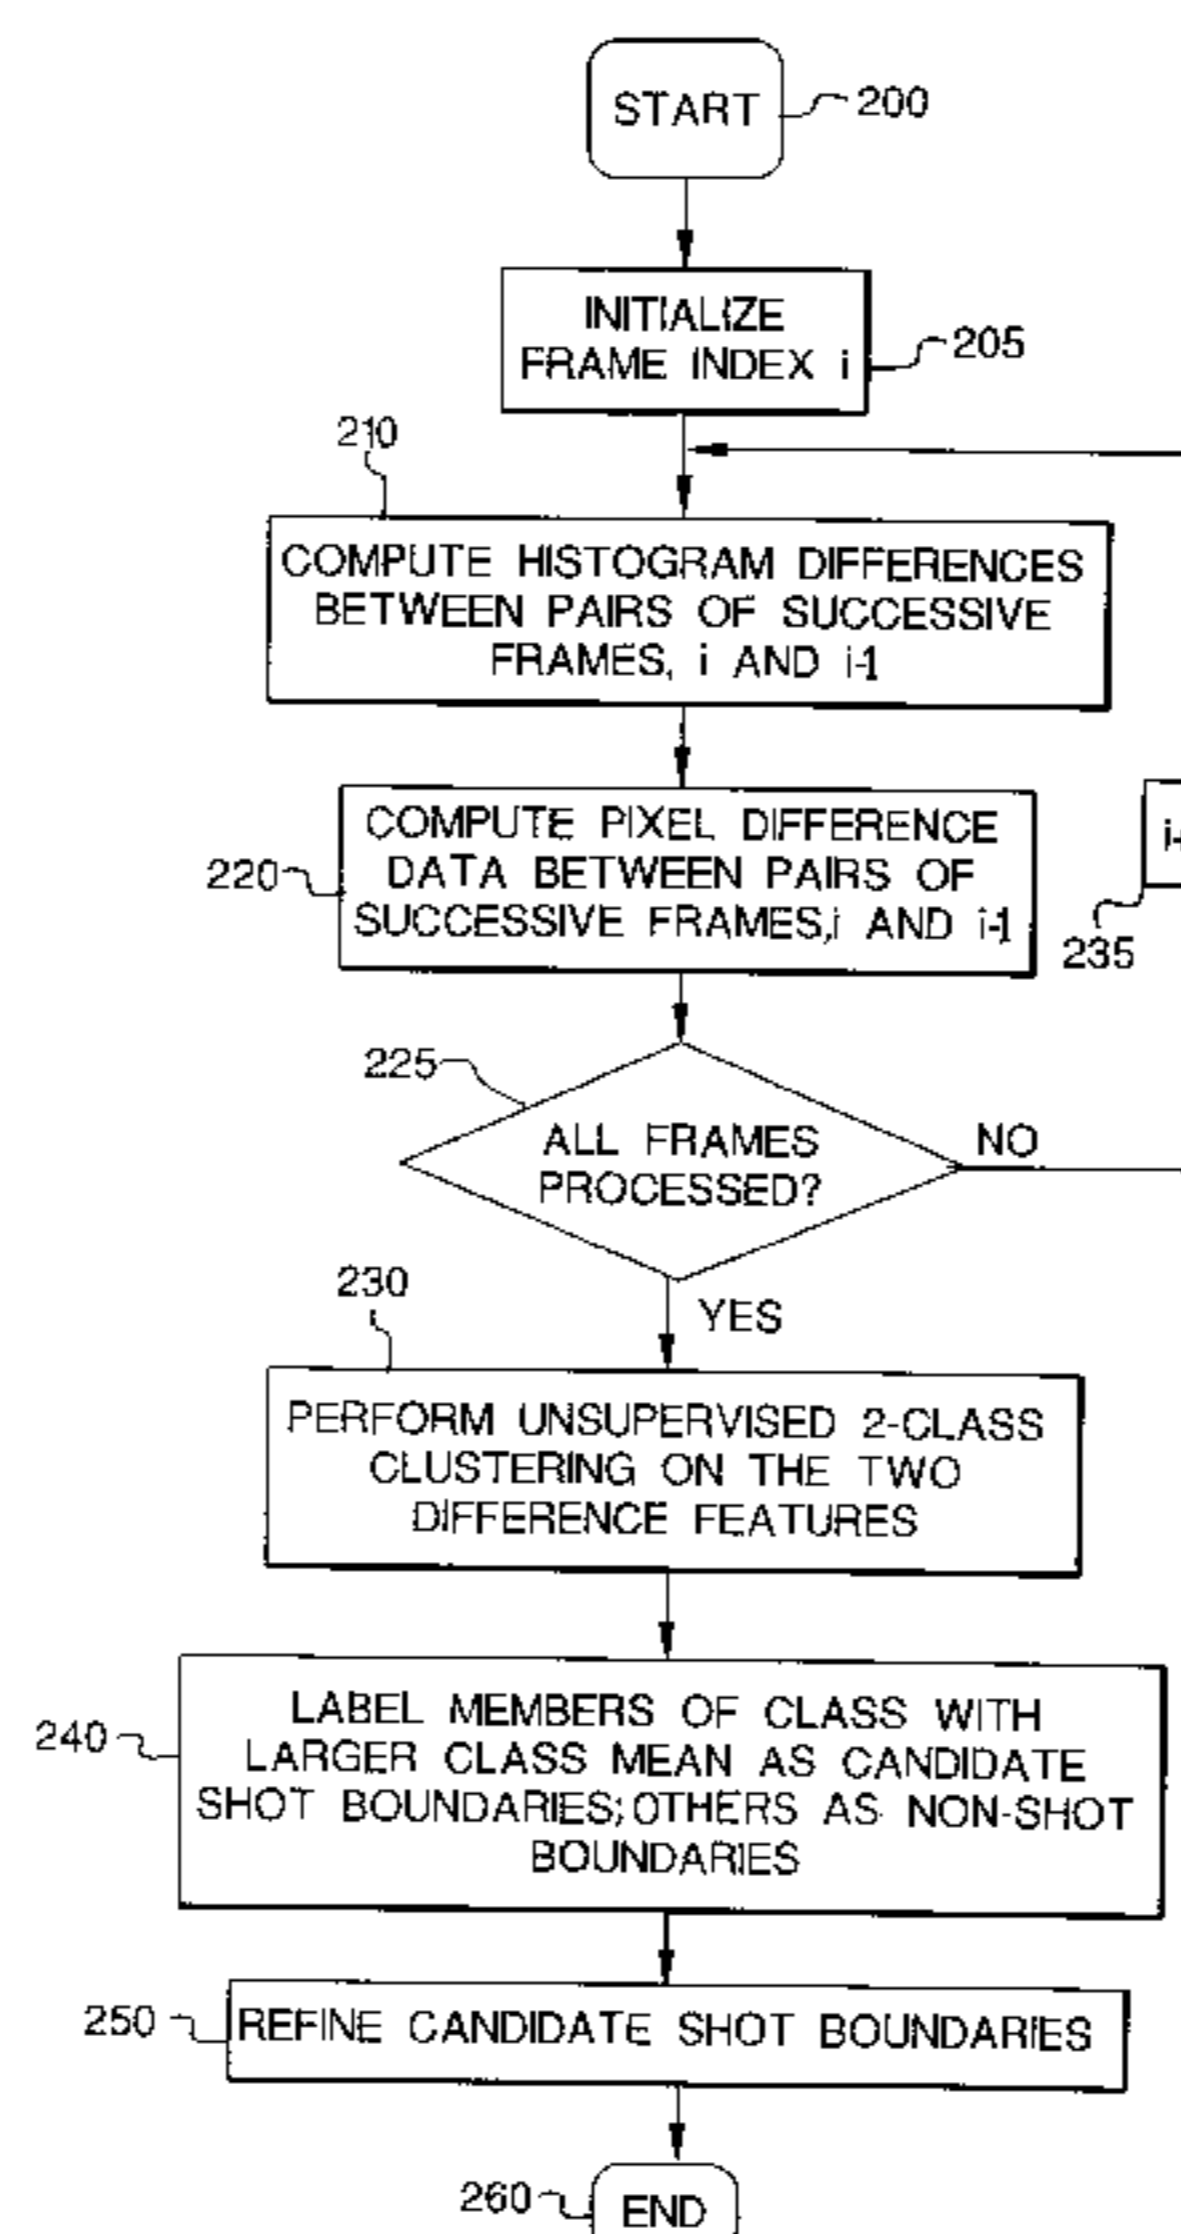 START
200
INITIALIZE
FRAME INDEX i
205
210
COMPUTE HISTOGRAM DIFFERENCES
BETWEEN PAIRS OF SUCCESSIVE
FRAMES, i AND i-1
220
COMPUTE PIXEL DIFFERENCE
DATA BETWEEN PAIRS OF
SUCCESSIVE FRAMES,i AND i-1
235
225
ALL FRAMES
PROCESSED?
NO
YES
230
PERFORM UNSUPERVISED 2-CLASS
CLUSTERING ON THE TWO
DIFFERENCE FEATURES
240
LABEL MEMBERS OF CLASS WITH
LARGER CLASS MEAN AS CANDIDATE
SHOT BOUNDARIES;OTHERS AS NON-SHOT
BOUNDARIES
250
REFINE CANDIDATE SHOT BOUNDARIES
260
END